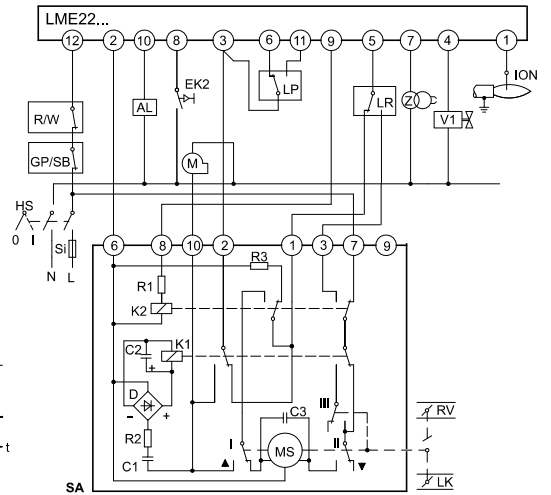 LME22...
12 2 10 8 3 6 11 9 5 7 4 1
EK2
ION
R/W
AL
LP
LR
Z
V1
GP/SB
M
HS
0 I
Si
N L
6 8 10 2 1 3 7 9
R3
R1
K2
K1
C2
+
D
- +
III
C3
RV
R2
I
MS
II
t
C1
SA
LK